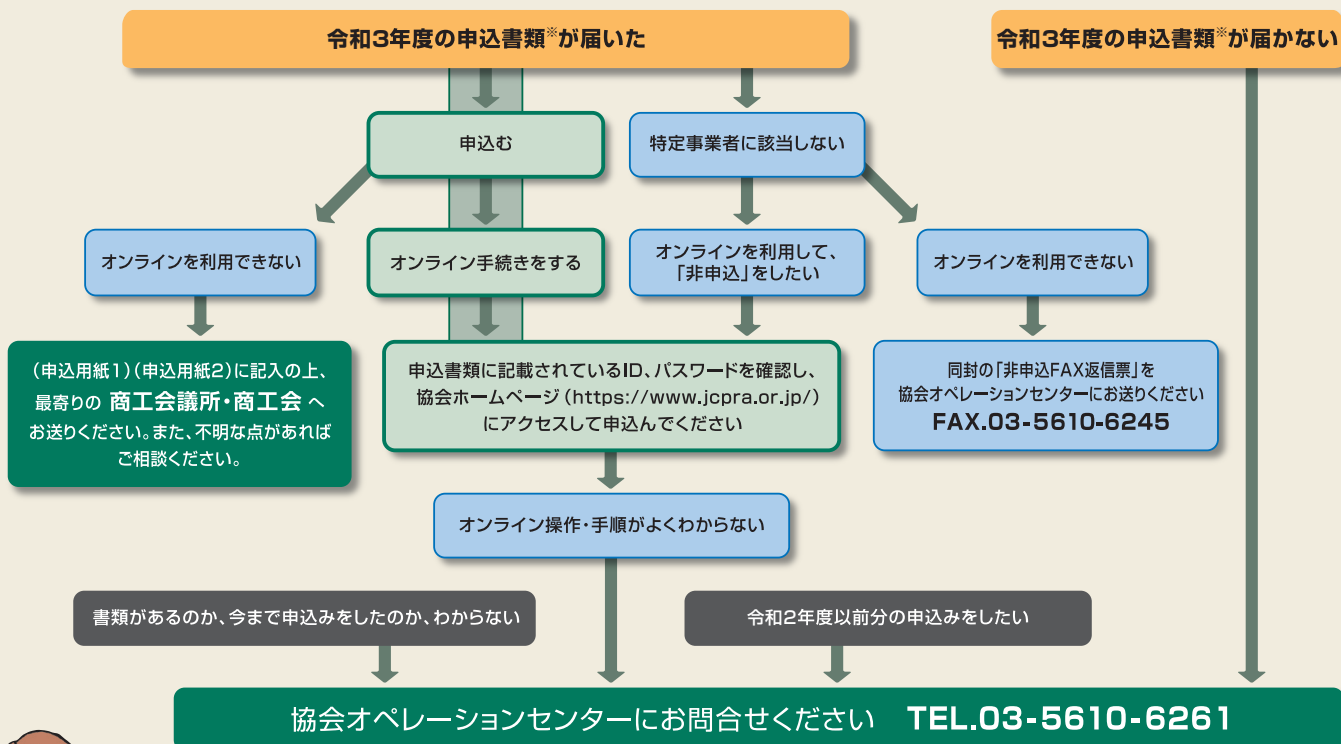 令和3年度の申込書類※が届いた
令和3年度の申込書類※が届かない
申込む
特定事業者に該当しない
オンラインを利用できない
オンライン手続きをする
オンラインを利用して、
「非申込」をしたい
オンラインを利用できない
(申込用紙1)(申込用紙2)に記入の上、
最寄りの 商工会議所・商工会 へ
お送りください。また、不明な点があれば
ご相談ください。
申込書類に記載されているID、パスワードを確認し、
協会ホームページ(https://www.jcpra.or.jp/)
にアクセスして申込んでください
同封の「非申込FAX返信票」を
協会オペレーションセンターにお送りください
FAX.03-5610-6245
オンライン操作・手順がよくわからない
書類があるのか、今まで申込みをしたのか、わからない
令和2年度以前分の申込みをしたい
協会オペレーションセンターにお問合せください TEL.03-5610-6261